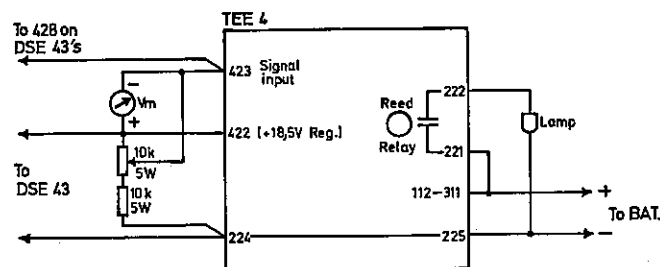 TEE 4
To 428 on
DSE 43's
423 Signal
input
222
−
Vm
+
Reed
Relay
Lamp
422 (+18,5V Reg.)
221
10k
5W
To
DSE 43
10k
5W
112-311
+
To BAT.
−
224
225